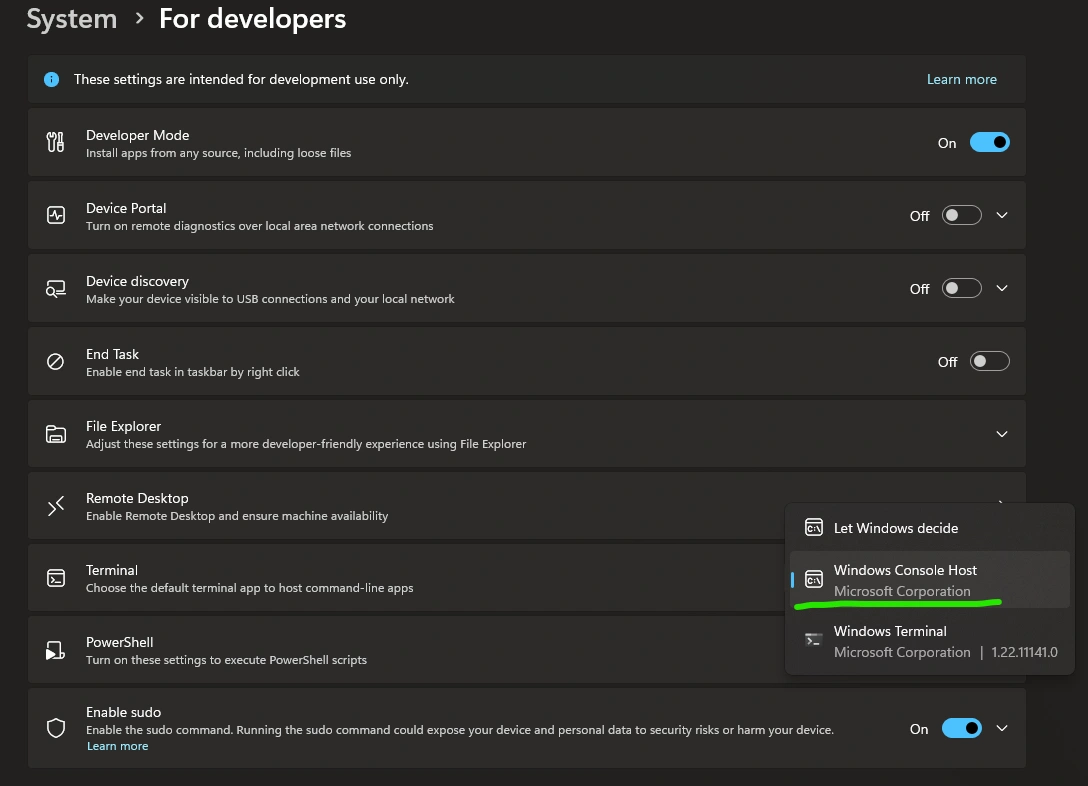 System > For developers
These settings are intended for development use only. Learn more
Developer Mode
Install apps from any source, including loose files
On
Device Portal
Turn on remote diagnostics over local area network connections
Off
Device discovery
Make your device visible to USB connections and your local network
Off
End Task
Enable end task in taskbar by right click
Off
File Explorer
Adjust these settings for a more developer-friendly experience using File Explorer
Remote Desktop
Enable Remote Desktop and ensure machine availability
Terminal
Choose the default terminal app to host command-line apps
Let Windows decide
Windows Console Host
Microsoft Corporation
Windows Terminal
Microsoft Corporation | 1.22.11141.0
PowerShell
Turn on these settings to execute PowerShell scripts
Enable sudo
Enable the sudo command. Running the sudo command could expose your device and personal data to security risks or harm your device.
Learn more
On